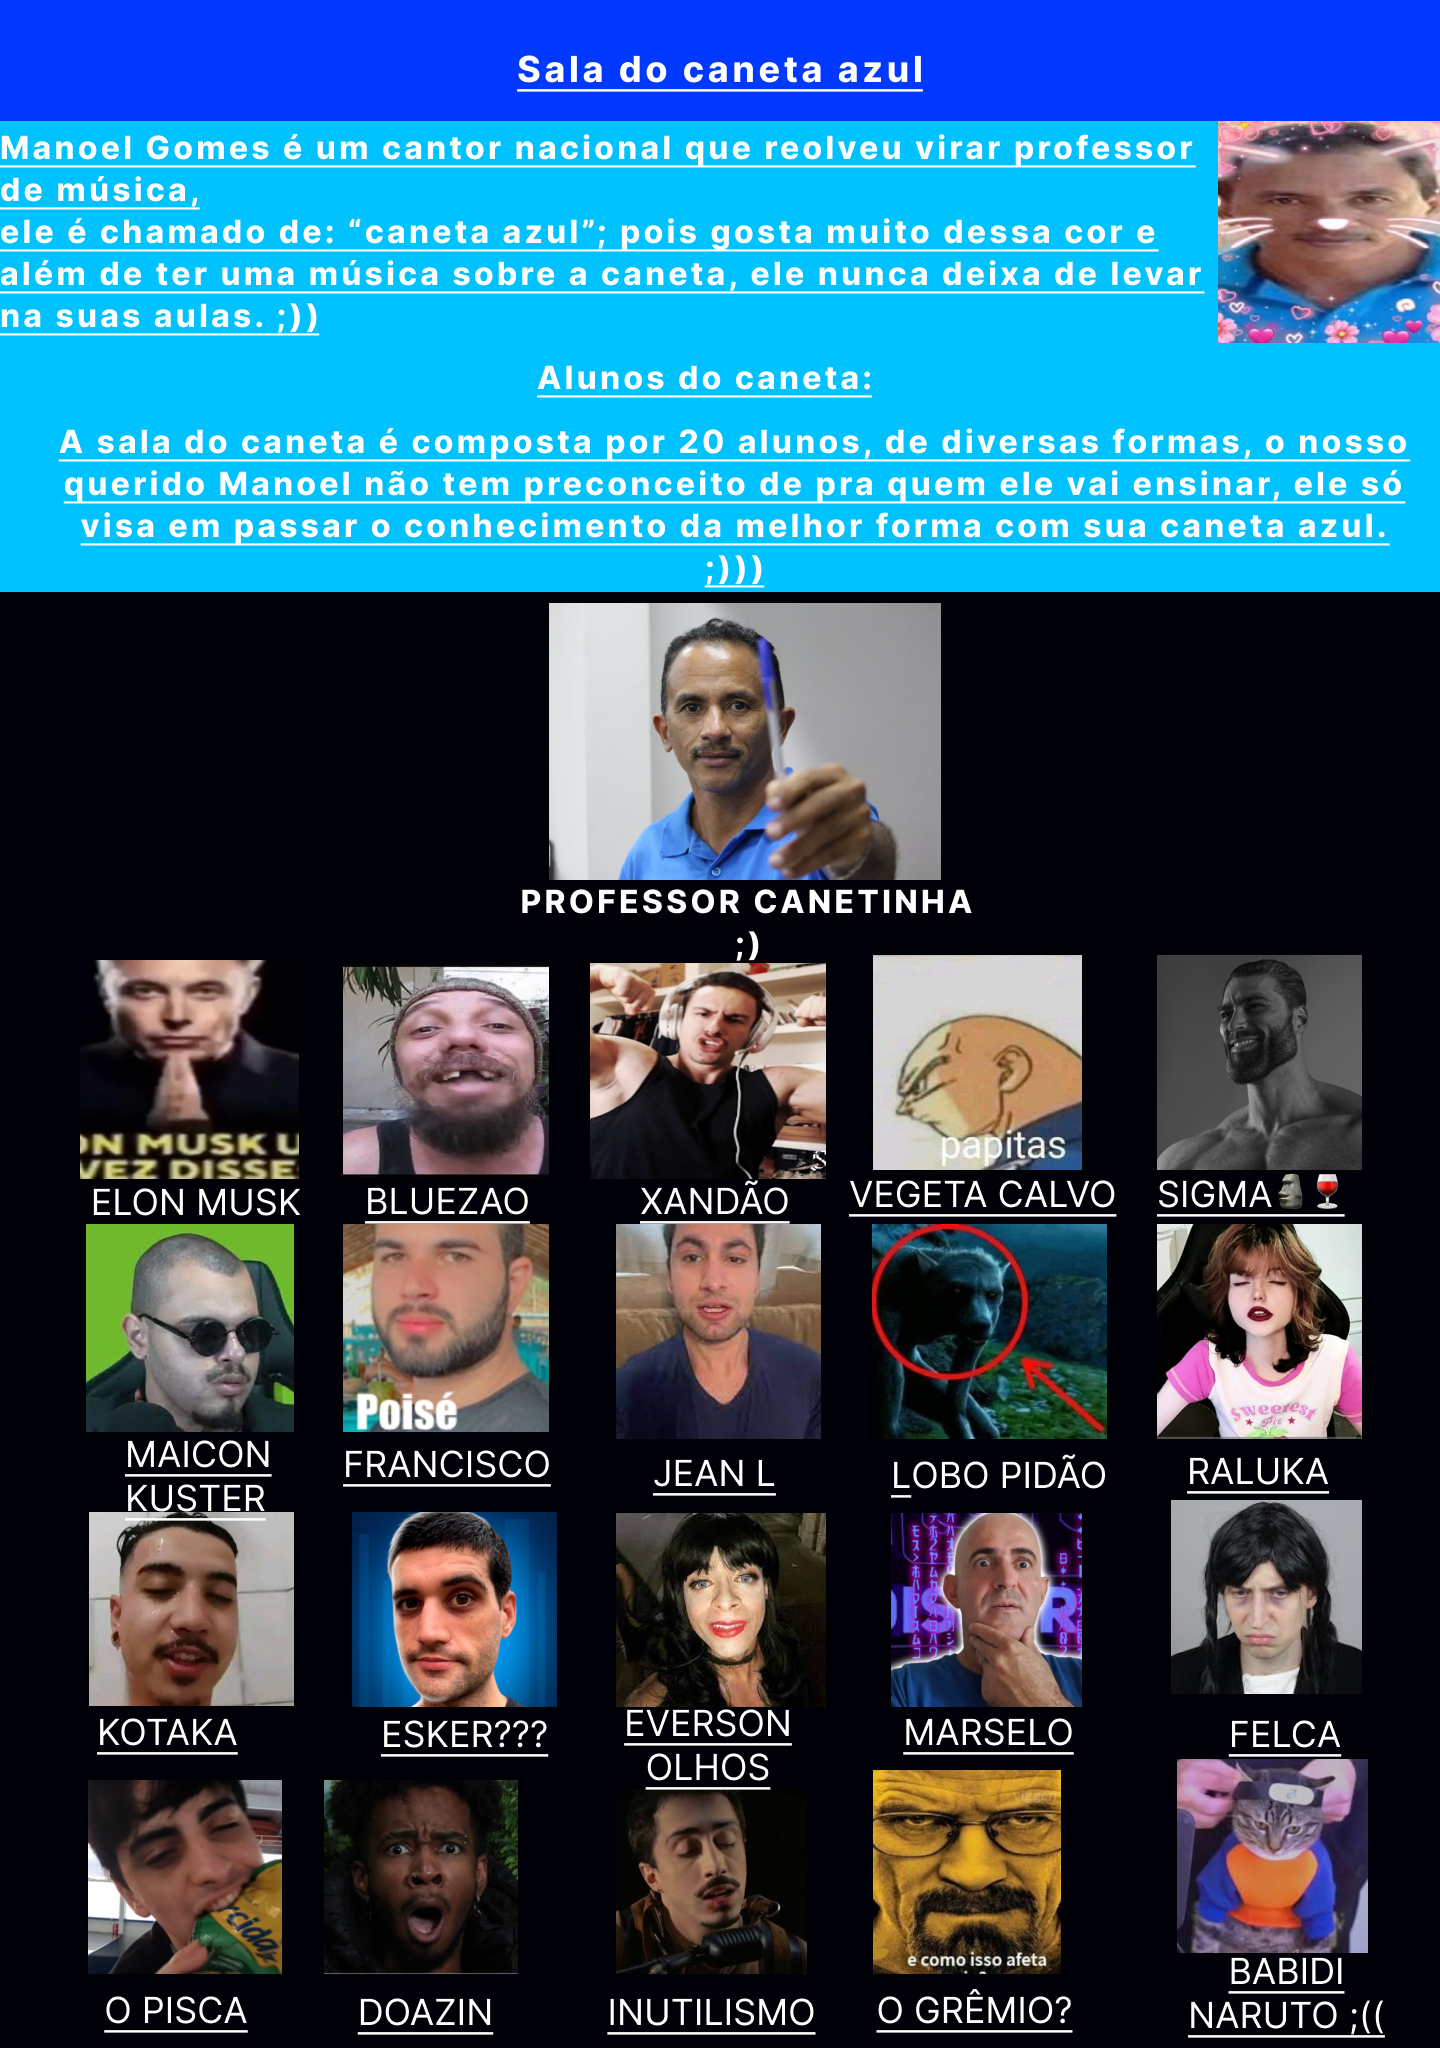 Sala do caneta azul
Manoel Gomes é um cantor nacional que reolveu virar professor
de música,
ele é chamado de: “caneta azul”; pois gosta muito dessa cor e
além de ter uma música sobre a caneta, ele nunca deixa de levar
na suas aulas. ;))
Alunos do caneta:
A sala do caneta é composta por 20 alunos, de diversas formas, o nosso
querido Manoel não tem preconceito de pra quem ele vai ensinar, ele só
visa em passar o conhecimento da melhor forma com sua caneta azul.
;)))
PROFESSOR CANETINHA
;)
ON MUSK U
VEZ DISSE
papitas
ELON MUSK
BLUEZAO
XANDÃO
VEGETA CALVO
SIGMA🗿🍷
Poisé
sweetest
Pie
MAICON
KUSTER
FRANCISCO
JEAN L
LOBO PIDÃO
RALUKA
KOTAKA
ESKER???
EVERSON
OLHOS
MARSELO
FELCA
e como isso afeta
O PISCA
DOAZIN
INUTILISMO
O GRÊMIO?
BABIDI
NARUTO ;((